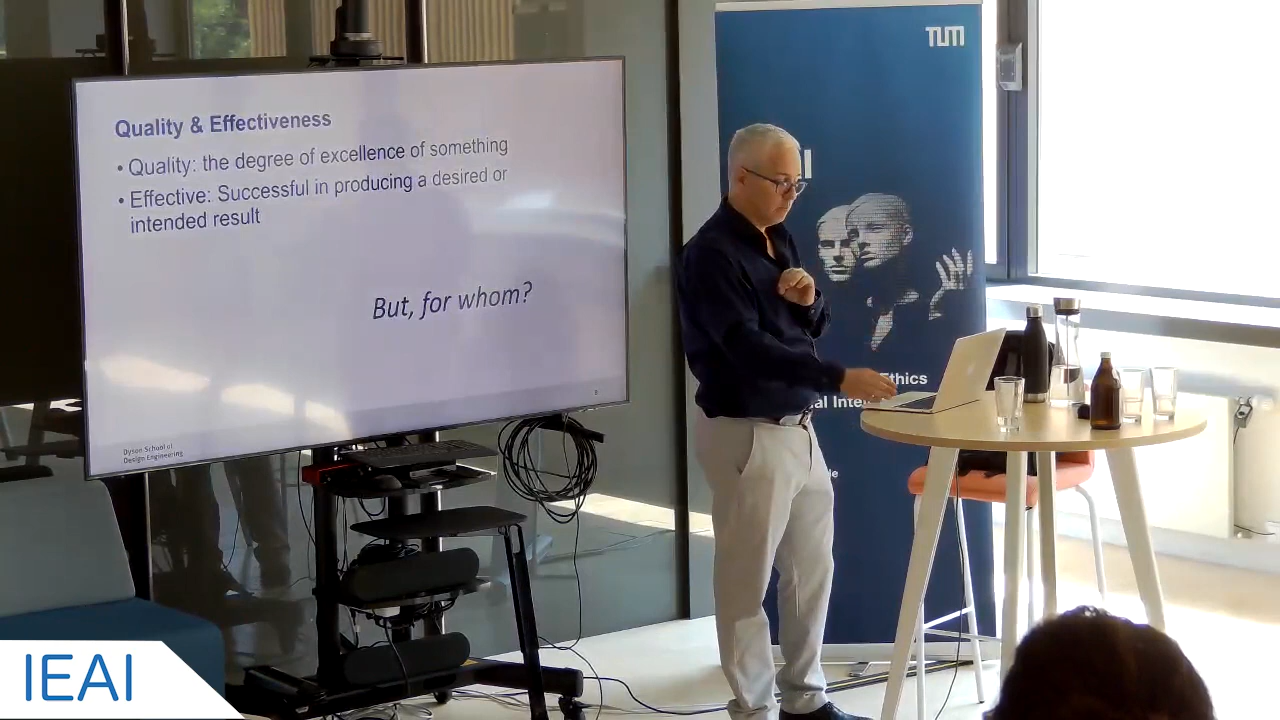 Quality & Effectiveness
• Quality: the degree of excellence of something
• Effective: Successful in producing a desired or
intended result
But, for whom?
Dyson School of
Design Engineering
TUM
Ethics
IEAI